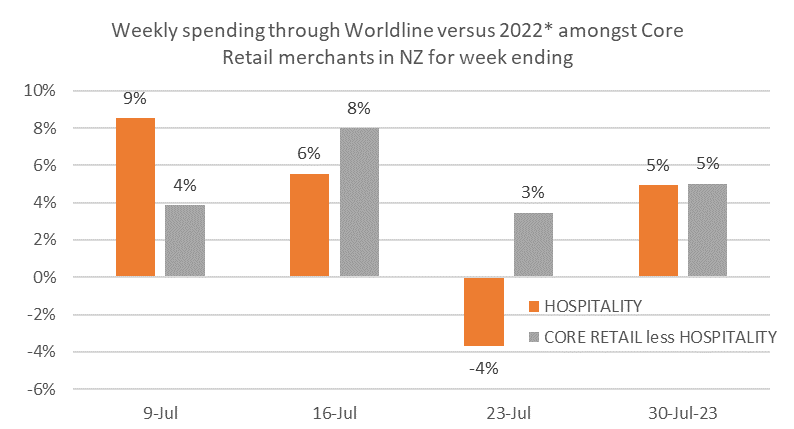 Weekly spending through Worldline versus 2022* amongst Core
Retail merchants in NZ for week ending
10%
8%
6%
4%
2%
0%
-2%
-4%
-6%
9%
4%
6%
8%
-4%
3%
5%
5%
HOSPITALITY
CORE RETAIL less HOSPITALITY
9-Jul
16-Jul
23-Jul
30-Jul-23